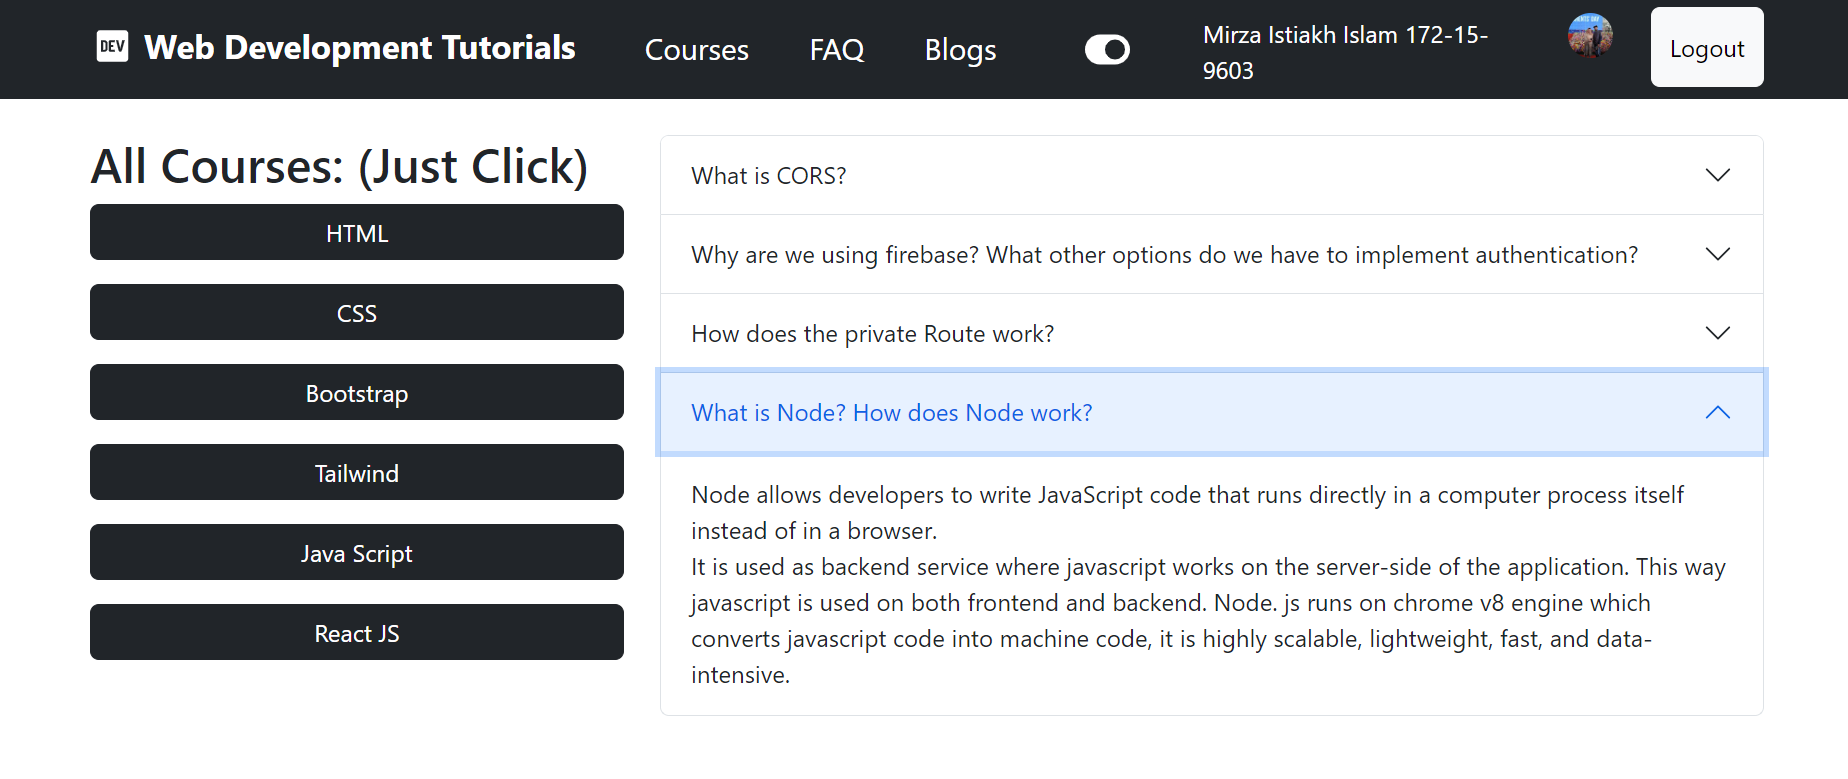 DEV Web Development Tutorials
Courses
FAQ
Blogs
Mirza Istiakh Islam 172-15-
9603
Logout
All Courses: (Just Click)
HTML
CSS
Bootstrap
Tailwind
Java Script
React JS
What is CORS?
Why are we using firebase? What other options do we have to implement authentication?
How does the private Route work?
What is Node? How does Node work?
Node allows developers to write JavaScript code that runs directly in a computer process itself
instead of in a browser.
It is used as backend service where javascript works on the server-side of the application. This way
javascript is used on both frontend and backend. Node. js runs on chrome v8 engine which
converts javascript code into machine code, it is highly scalable, lightweight, fast, and data-
intensive.